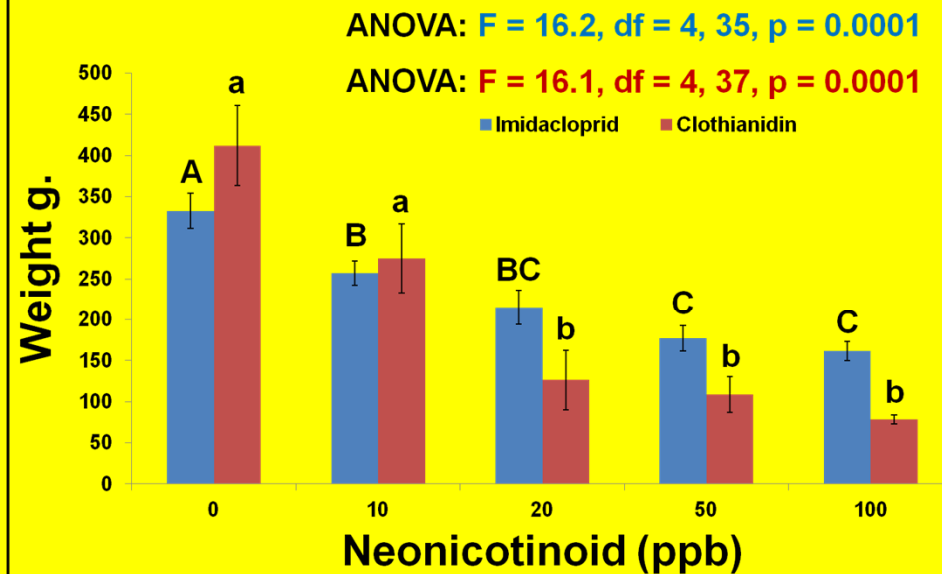 ANOVA: F = 16.2, df = 4, 35, p = 0.0001
ANOVA: F = 16.1, df = 4, 37, p = 0.0001
Imidacloprid Clothianidin
Weight g.
500
450
400
350
300
250
200
150
100
50
0
A a
B a
BC b
C b
C b
0 10 20 50 100
Neonicotinoid (ppb)